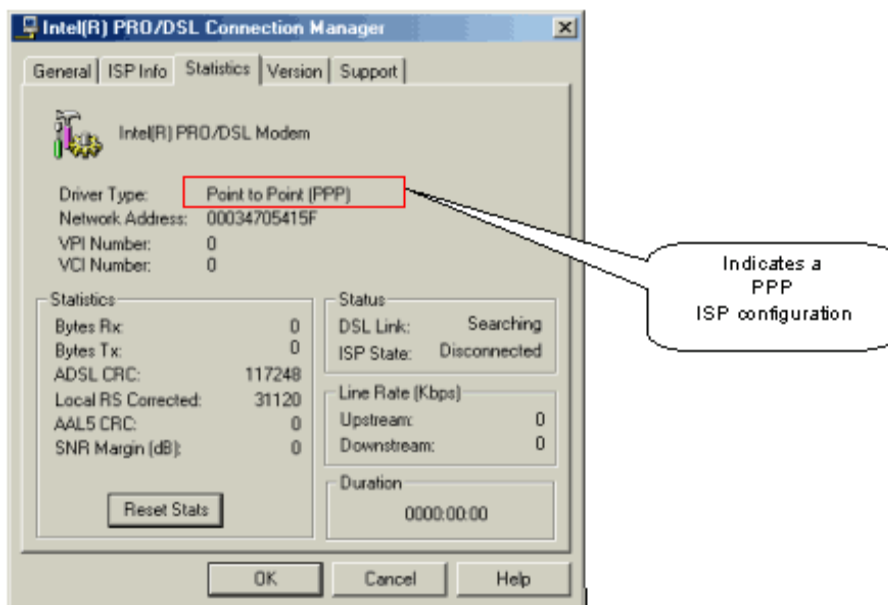 Intel(R) PRO/DSL Connection Manager
General ISP Info Statistics Version Support
Intel(R) PRO/DSL Modem
Driver Type: Point to Point (PPP)
Network Address: 00034705415F
VPI Number: 0
VCI Number: 0
Indicates a
PPP
ISP configuration
Statistics
Bytes Rx: 0
Bytes Tx: 0
ADSL CRC: 117248
Local RS Corrected: 31120
AAL5 CRC: 0
SNR Margin (dB): 0
Reset Stats
Status
DSL Link: Searching
ISP State: Disconnected
Line Rate (Kbps)
Upstream: 0
Downstream: 0
Duration
0000:00:00
OK Cancel Help